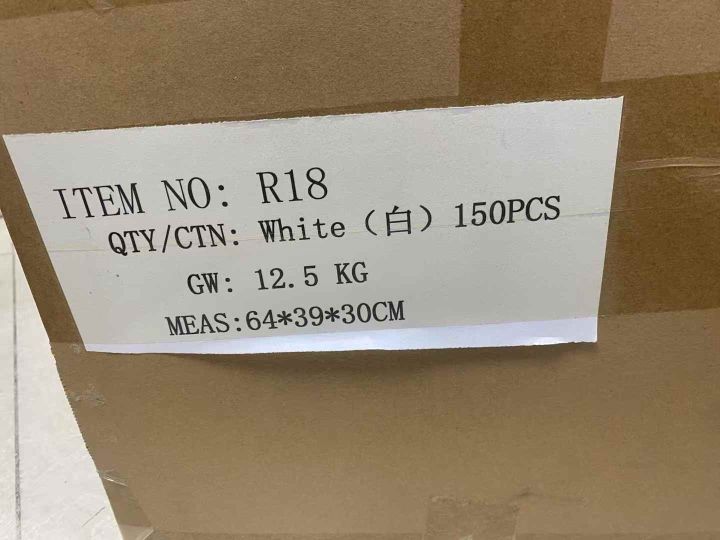 ITEM NO: R18
QTY/CTN: White（白）150PCS
GW: 12.5 KG
MEAS:64*39*30CM